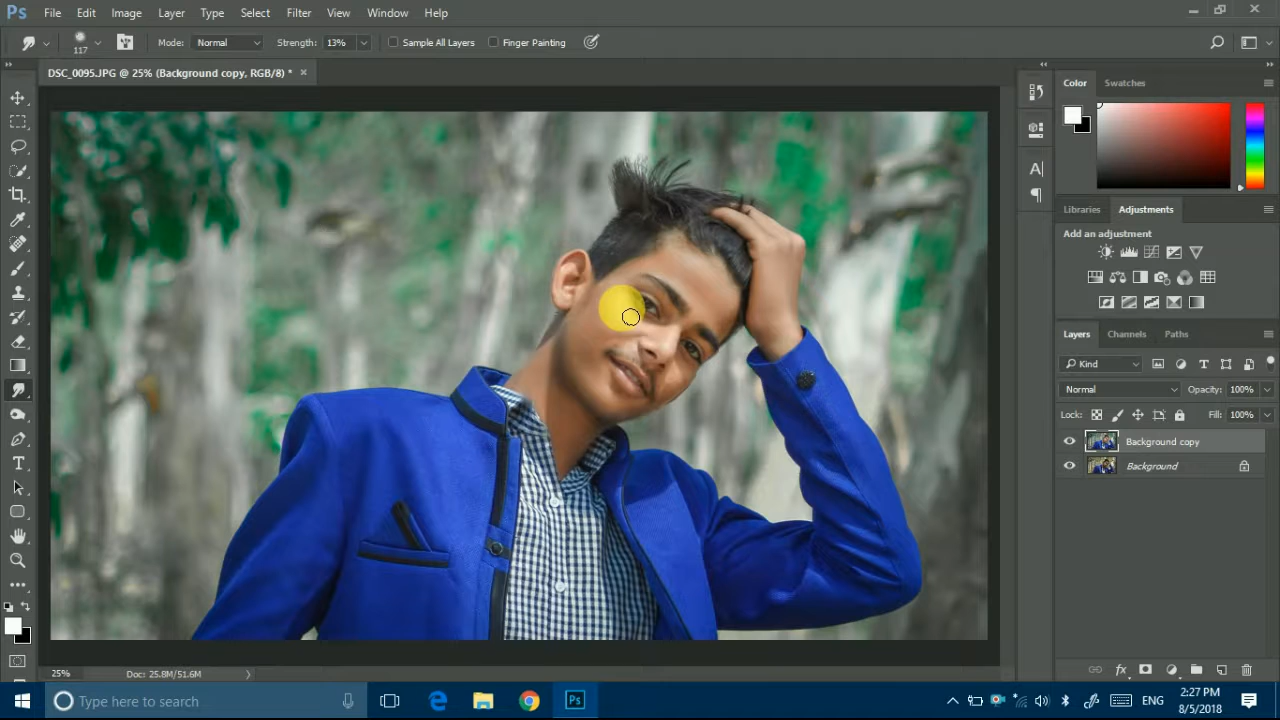 Ps File Edit Image Layer Type Select Filter 3D View Window Help
117 Mode: Normal Strength: 13% Sample All Layers Finger Painting
DSC_0095.JPG @ 25% (Background copy, RGB/8) *
Color Swatches
Libraries Adjustments
Add an adjustment
Layers Channels Paths
Kind
Normal Opacity: 100%
Lock: Fill: 100%
Background copy
Background
25% Doc: 25.8M/51.6M
Type here to search
Ps
ENG
2:27 PM
8/5/2018